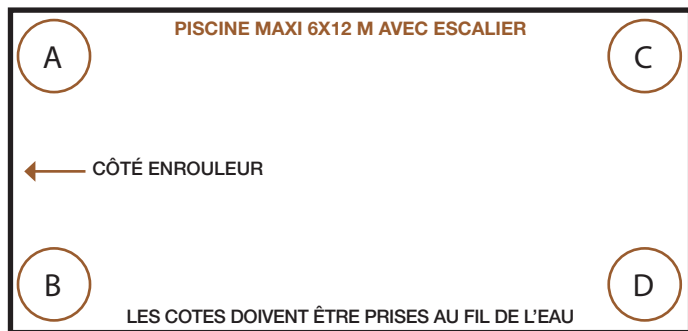 PISCINE MAXI 6X12 M AVEC ESCALIER
A
C
CÔTÉ ENROULEUR
B
D
LES COTES DOIVENT ÊTRE PRISES AU FIL DE L'EAU